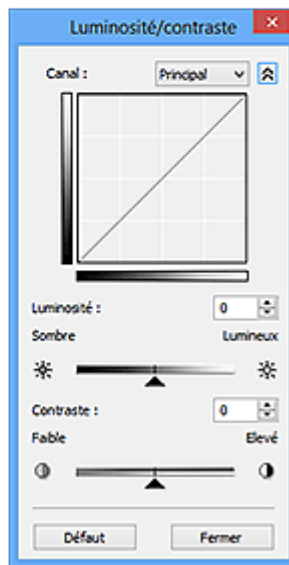 Luminosité/contraste
Canal : Principal
Luminosité : 0
Sombre Lumineux
Contraste : 0
Faible Elevé
Défaut Fermer